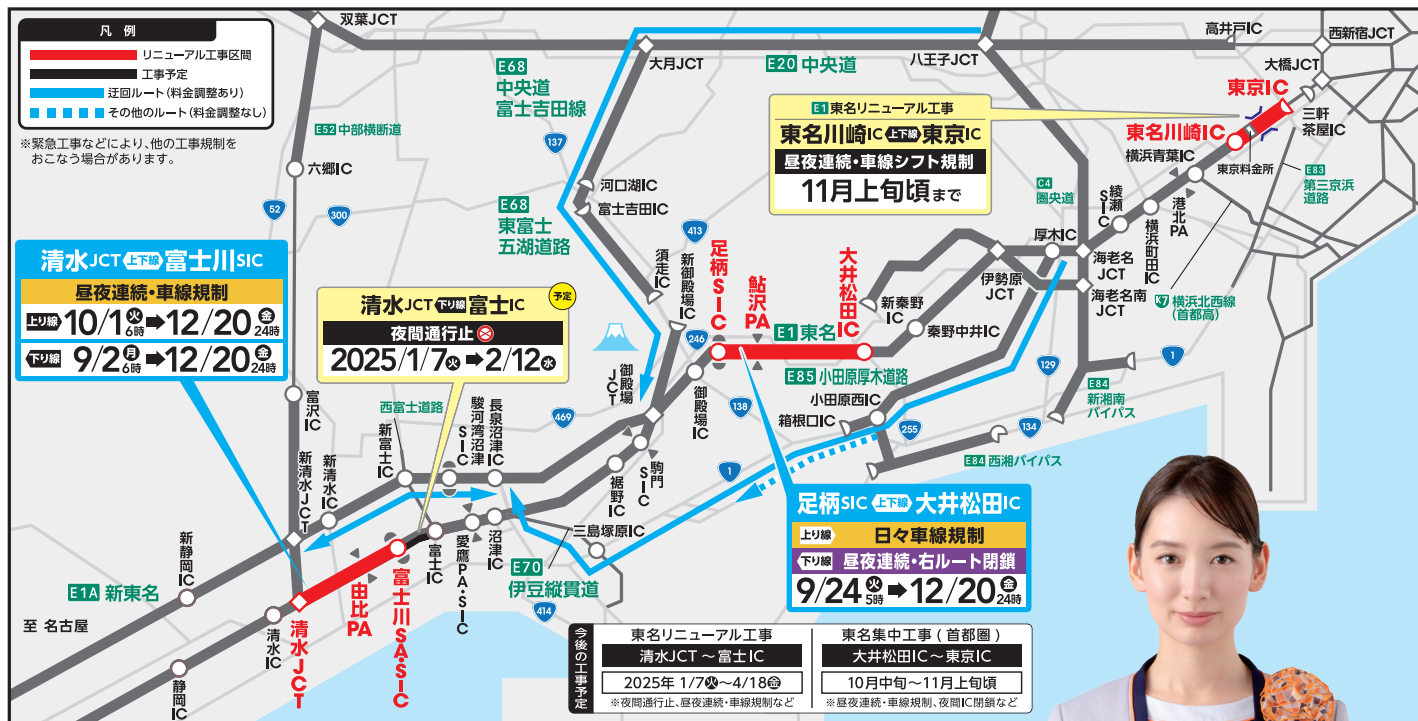 凡例
リニューアル工事区間
工事予定
迂回ルート(料金調整あり)
その他のルート(料金調整なし)
※緊急工事などにより、他の工事規制を
おこなう場合があります。
双葉JCT
大月JCT
E20 中央道
八王子JCT
高井戸IC
西新宿JCT
大橋JCT
E68
中央道
富士吉田線
E52 中部横断道
六郷IC
52
300
137
河口湖IC
富士吉田IC
E68
東富士
五湖道路
413
須走IC
新御殿場IC
E1 東名リニューアル工事
東名川崎IC 上下線 東京IC
昼夜連続・車線シフト規制
11月上旬頃まで
東京IC
三軒
茶屋IC
東名川崎IC
東京料金所
横浜青葉IC
E83
第三京浜
道路
港北PA
横浜町田IC
綾瀬SIC
C4
圏央道
厚木IC
海老名
JCT
海老名南
JCT
伊勢原
JCT
K7 横浜北西線
(首都高)
清水JCT 上下線 富士川SIC
昼夜連続・車線規制
上り線 10/1火6時➡12/20金24時
下り線 9/2月6時➡12/20金24時
予定
清水JCT 下り線 富士IC
夜間通行止
2025/1/7火➡2/12水
足柄SIC
鮎沢PA
大井松田IC
E1 東名
新秦野IC
秦野中井IC
246
御殿場JCT
御殿場IC
138
E85 小田原厚木道路
小田原西IC
箱根口IC
255
129
1
E84
新湘南
バイパス
134
E84 西湘バイパス
富沢IC
新清水JCT
新清水IC
西富士道路
新富士IC
駿河湾沼津SIC
長泉沼津IC
469
駒門SIC
裾野IC
1
三島塚原IC
E70
伊豆縦貫道
414
沼津IC
愛鷹PA・SIC
富士IC
富士川SA・SIC
由比PA
清水JCT
清水IC
静岡IC
新静岡IC
E1A 新東名
至 名古屋
足柄SIC 上下線 大井松田IC
上り線 日々車線規制
下り線 昼夜連続・右ルート閉鎖
9/24火5時➡12/20金24時
今後の工事予定
東名リニューアル工事
清水JCT～富士IC
2025年 1/7火～4/18金
※夜間通行止、昼夜連続・車線規制など
東名集中工事(首都圏)
大井松田IC～東京IC
10月中旬～11月上旬頃
※昼夜連続・車線規制、夜間IC閉鎖など